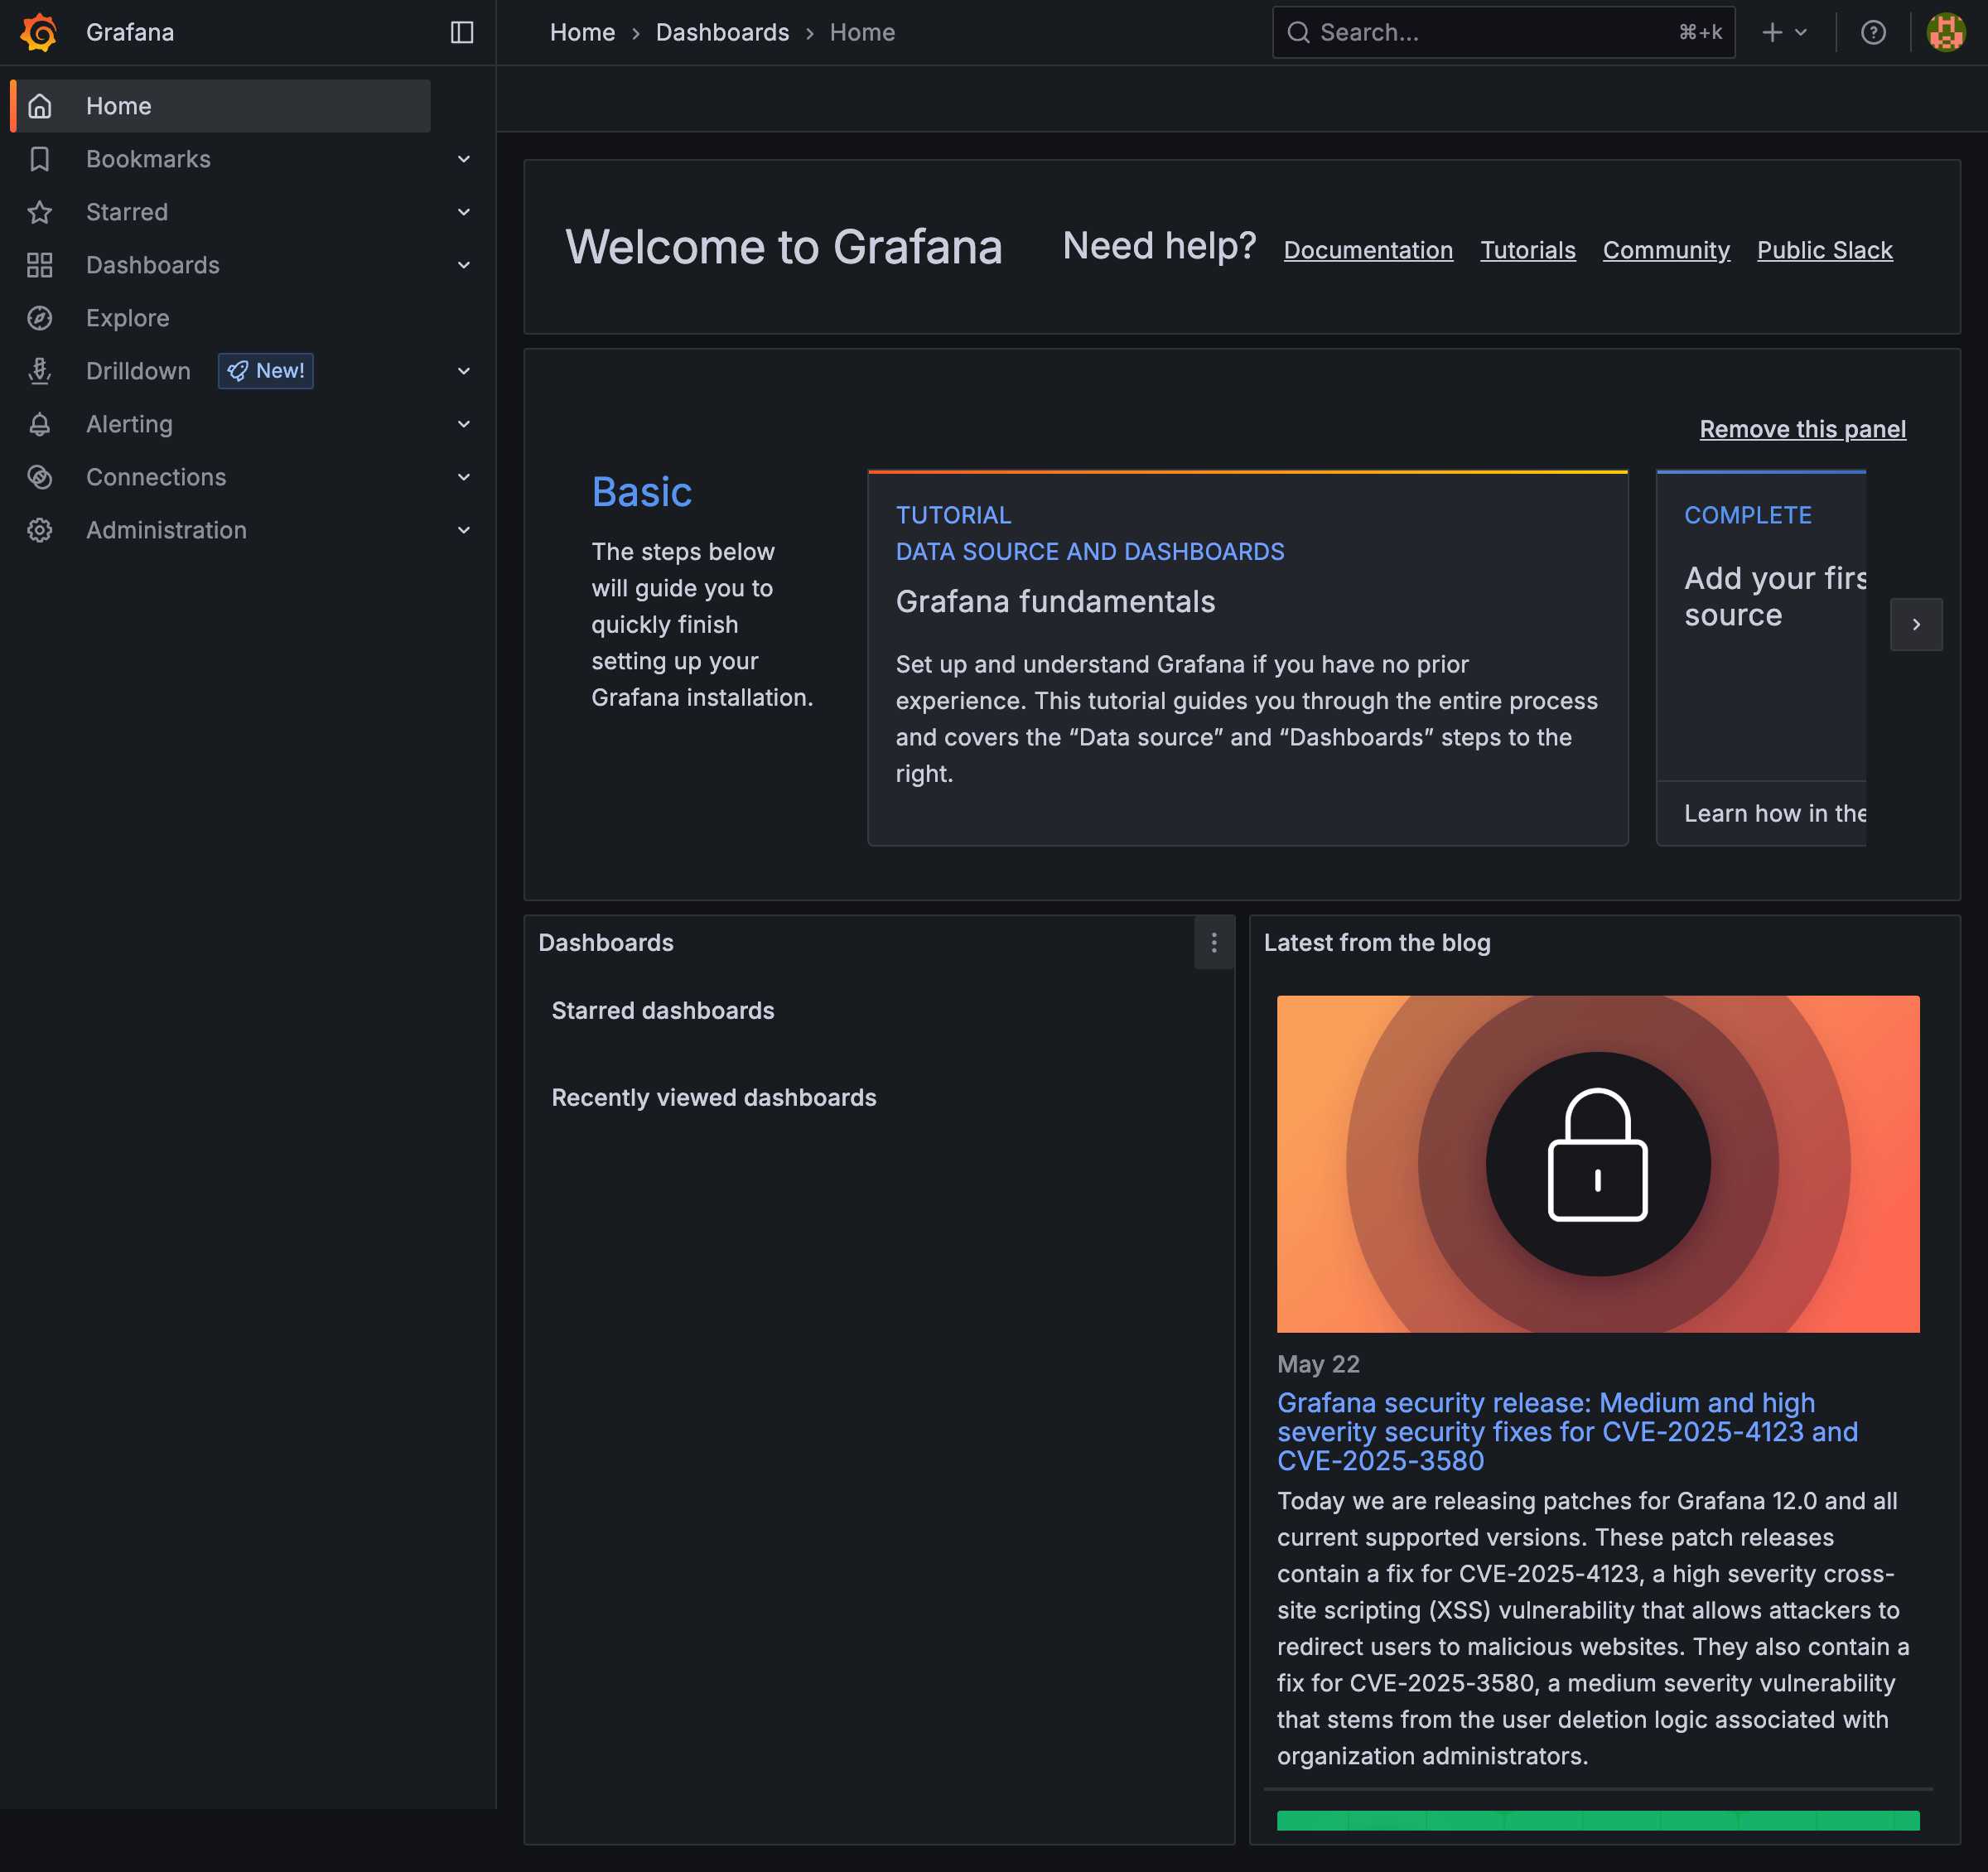 Grafana
Home
Dashboards
Home
Search...
⌘+k
Home
Bookmarks
Starred
Dashboards
Explore
Drilldown
New!
Alerting
Connections
Administration
Welcome to Grafana
Need help?
Documentation
Tutorials
Community
Public Slack
Remove this panel
Basic
The steps below
will guide you to
quickly finish
setting up your
Grafana installation.
TUTORIAL
DATA SOURCE AND DASHBOARDS
Grafana fundamentals
Set up and understand Grafana if you have no prior
experience. This tutorial guides you through the entire process
and covers the “Data source” and “Dashboards” steps to the
right.
COMPLETE
Add your firs
source
Learn how in the
Dashboards
Starred dashboards
Recently viewed dashboards
Latest from the blog
May 22
Grafana security release: Medium and high
severity security fixes for CVE-2025-4123 and
CVE-2025-3580
Today we are releasing patches for Grafana 12.0 and all
current supported versions. These patch releases
contain a fix for CVE-2025-4123, a high severity cross-
site scripting (XSS) vulnerability that allows attackers to
redirect users to malicious websites. They also contain a
fix for CVE-2025-3580, a medium severity vulnerability
that stems from the user deletion logic associated with
organization administrators.